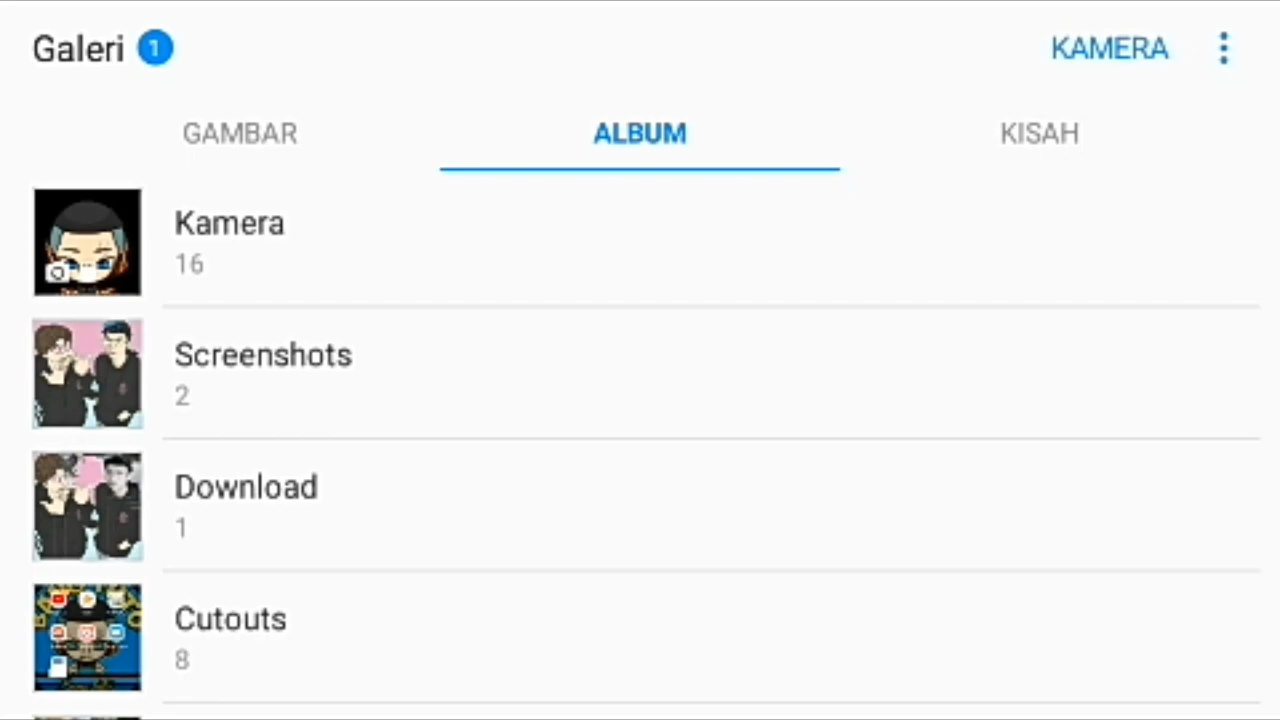 Galeri 1
KAMERA
GAMBAR
ALBUM
KISAH
Kamera
16
Screenshots
2
Download
1
Cutouts
8